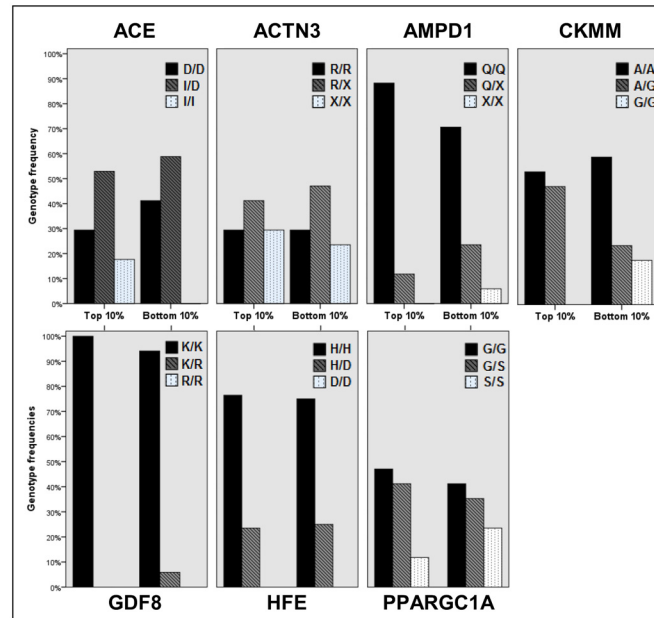 ACE ACTN3 AMPD1 CKMM
Genotype frequency
100%
90%
80%
70%
60%
50%
40%
30%
20%
10%
0%
D/D
I/D
I/I
R/R
R/X
X/X
Q/Q
Q/X
X/X
A/A
A/G
G/G
Top 10% Bottom 10% Top 10% Bottom 10% Top 10% Bottom 10% Top 10% Bottom 10%
Genotype frequencies
100%
90%
80%
70%
60%
50%
40%
30%
20%
10%
0%
K/K
K/R
R/R
H/H
H/D
D/D
G/G
G/S
S/S
GDF8 HFE PPARGC1A